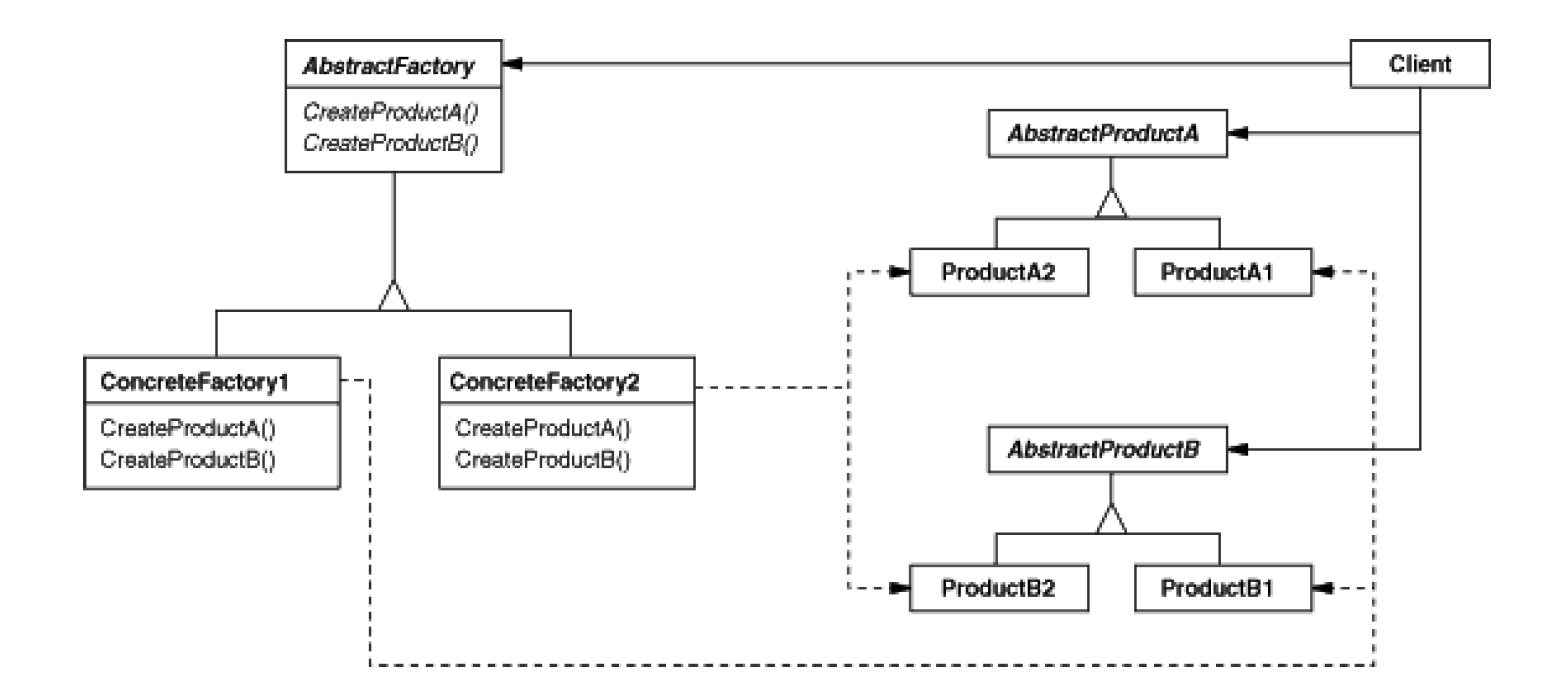 AbstractFactory
CreateProductA()
CreateProductB()
Client
AbstractProductA
ProductA2
ProductA1
ConcreteFactory1
CreateProductA()
CreateProductB()
ConcreteFactory2
CreateProductA()
CreateProductB()
AbstractProductB
ProductB2
ProductB1